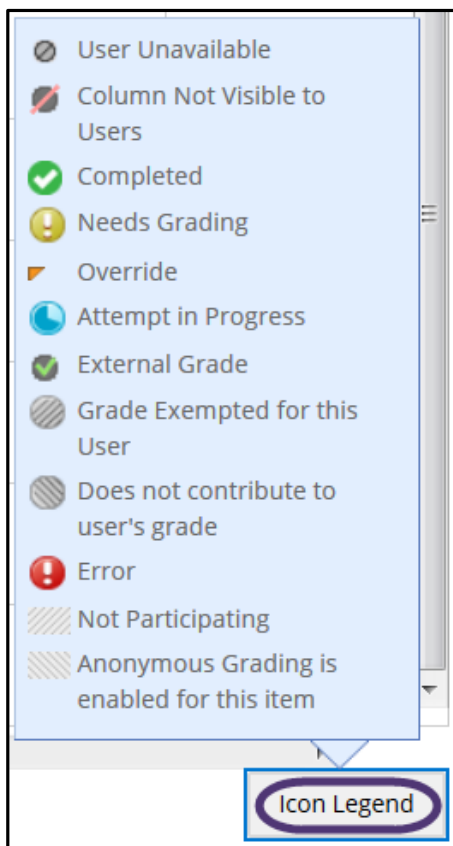 User Unavailable
Column Not Visible to
Users
Completed
Needs Grading
Override
Attempt in Progress
External Grade
Grade Exempted for this
User
Does not contribute to
user's grade
Error
Not Participating
Anonymous Grading is
enabled for this item
Icon Legend